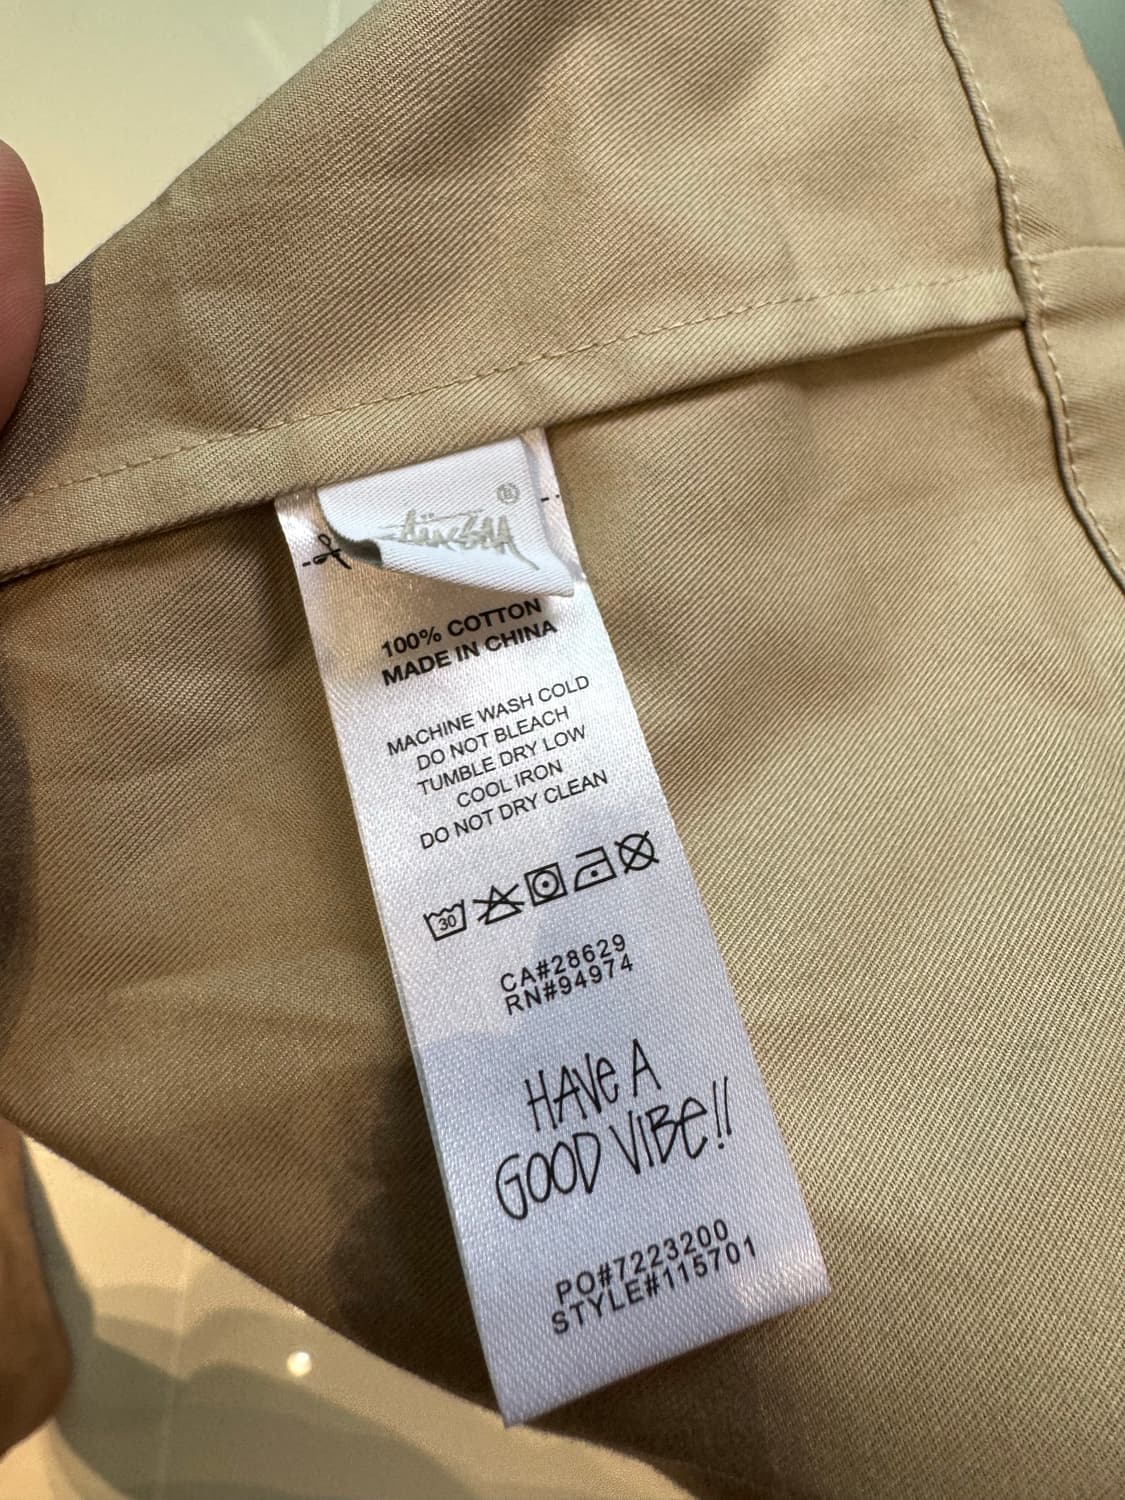 Stüssy ®
100% COTTON
MADE IN CHINA
MACHINE WASH COLD
DO NOT BLEACH
TUMBLE DRY LOW
COOL IRON
DO NOT DRY CLEAN
30
CA#28629
RN#94974
HAVe A
GOOD VIBe!!
PO#7223200
STYLE#115701